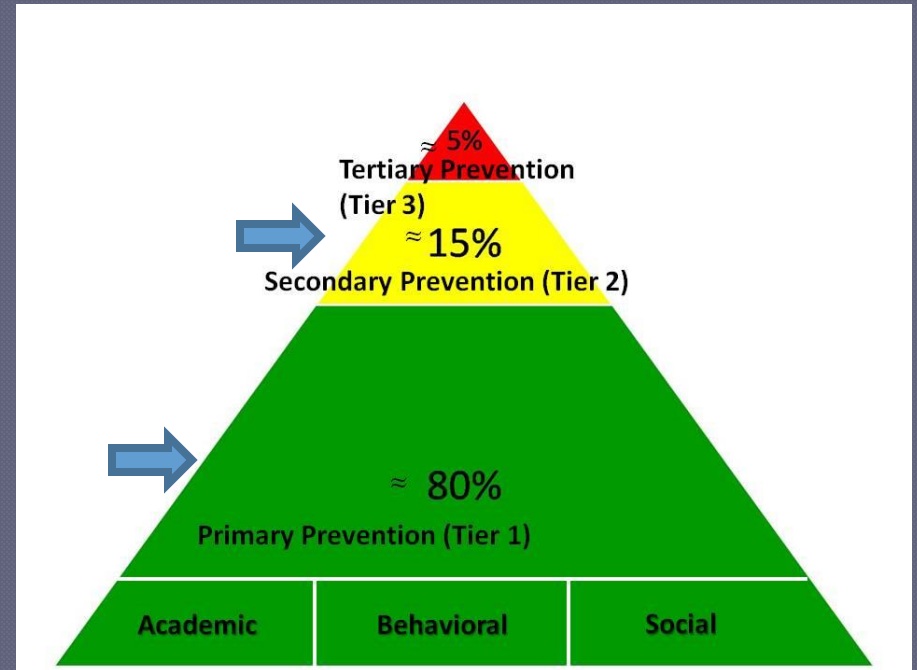 ≈ 5%
Tertiary Prevention
(Tier 3)
≈ 15%
Secondary Prevention (Tier 2)
≈ 80%
Primary Prevention (Tier 1)
Academic Behavioral Social